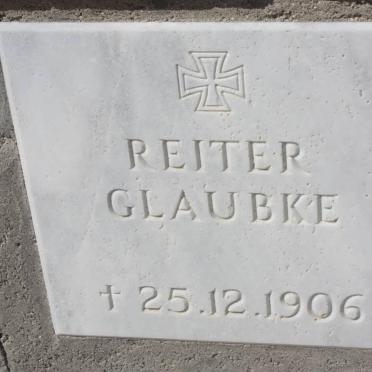 REITER
GLAUBKE
† 25.12.1906